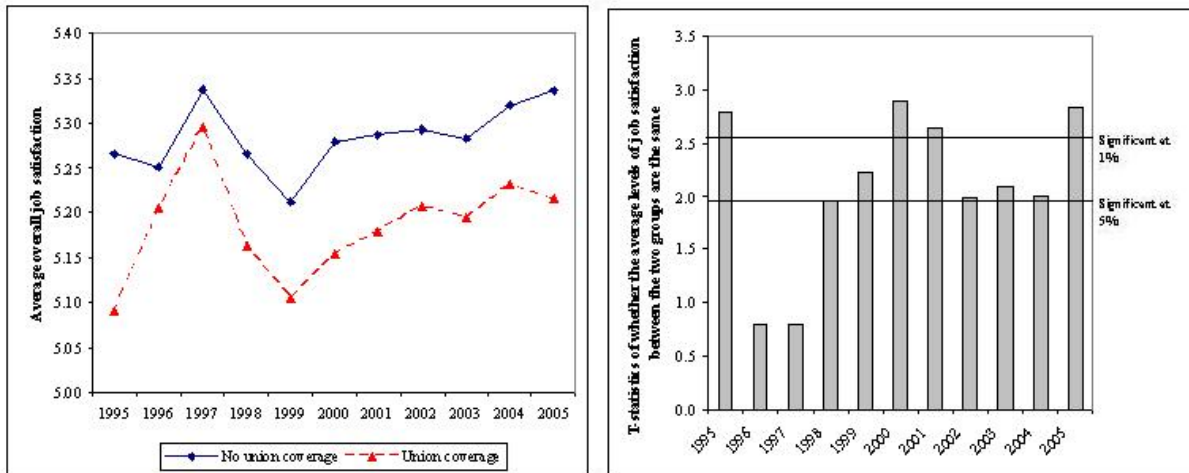 Average overall job satisfaction
5.40
5.35
5.30
5.25
5.20
5.15
5.10
5.05
5.00
1995 1996 1997 1998 1999 2000 2001 2002 2003 2004 2005
No union coverage Union coverage
T-statistics of whether the average levels of job satisfaction
between the two groups are the same
3.5
3.0
2.5
2.0
1.5
1.0
0.5
0.0
Significant at
1%
Significant at
5%
1995 1996 1997 1998 1999 2000 2001 2002 2003 2004 2005